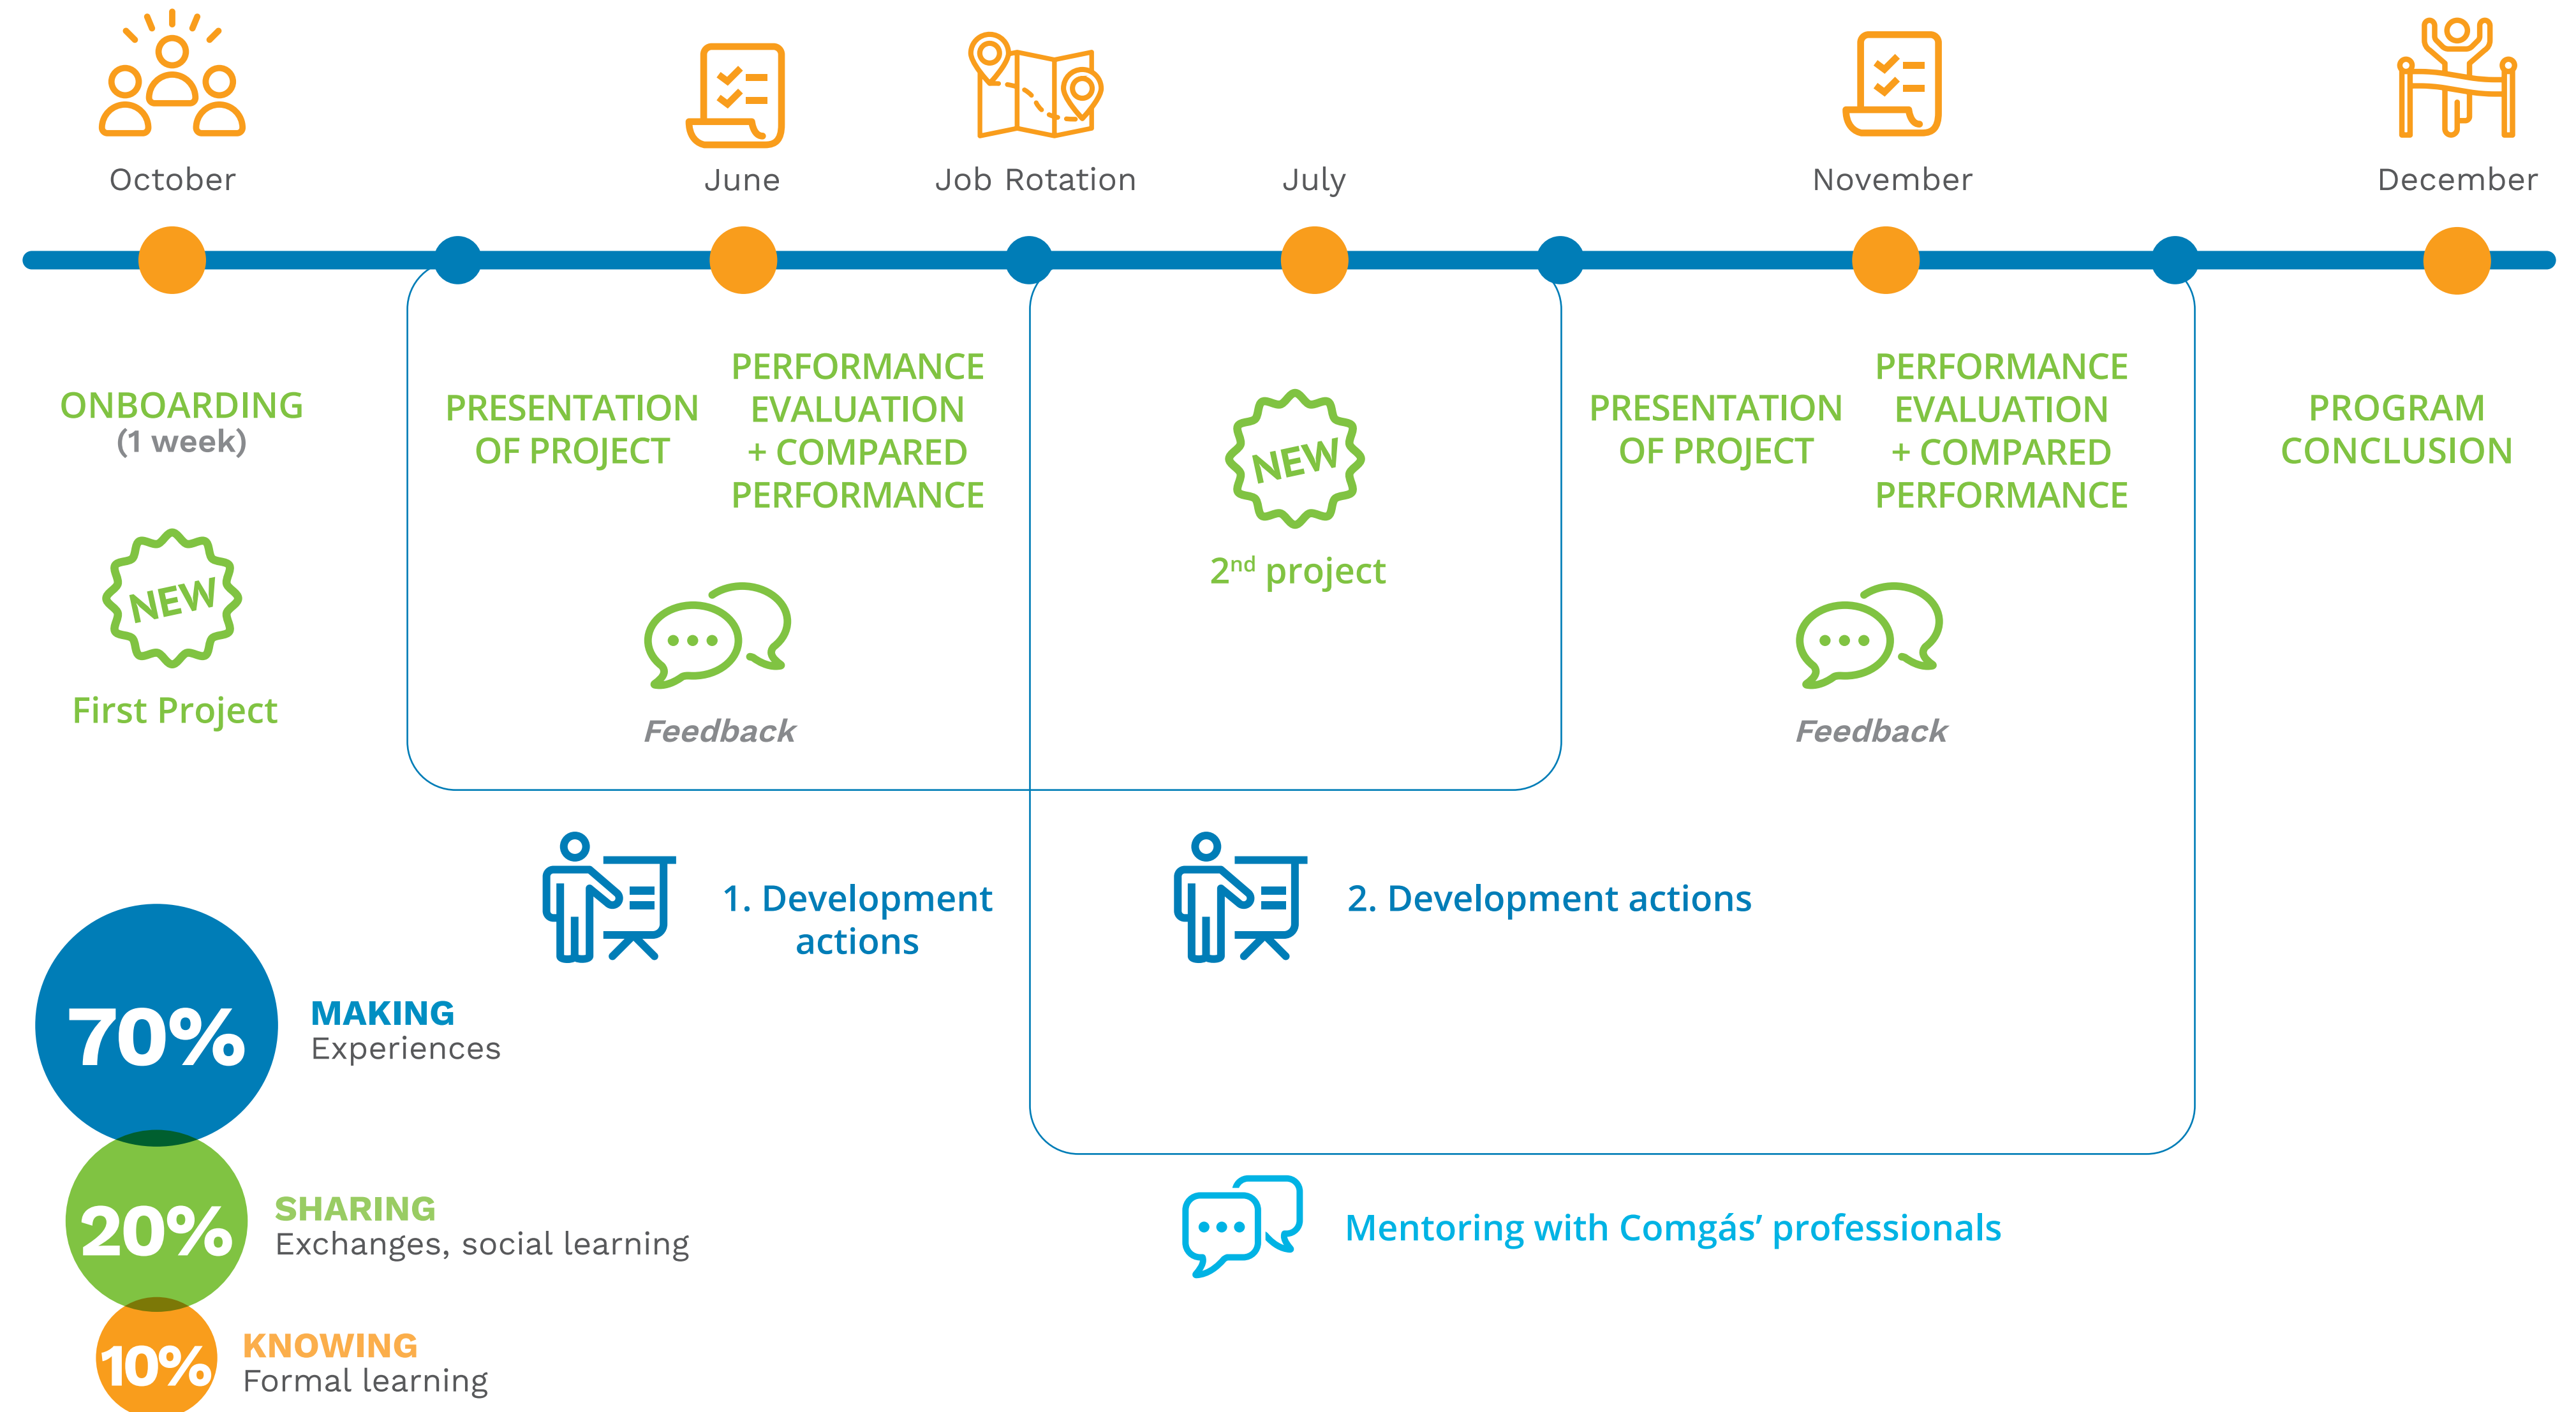 October
June
Job Rotation
July
November
December
ONBOARDING
(1 week)
NEW
First Project
PRESENTATION
OF PROJECT
PERFORMANCE
EVALUATION
+ COMPARED
PERFORMANCE
Feedback
NEW
2nd project
PRESENTATION
OF PROJECT
PERFORMANCE
EVALUATION
+ COMPARED
PERFORMANCE
Feedback
PROGRAM
CONCLUSION
1. Development
actions
2. Development actions
70%
MAKING
Experiences
20%
SHARING
Exchanges, social learning
10%
KNOWING
Formal learning
Mentoring with Comgás’ professionals